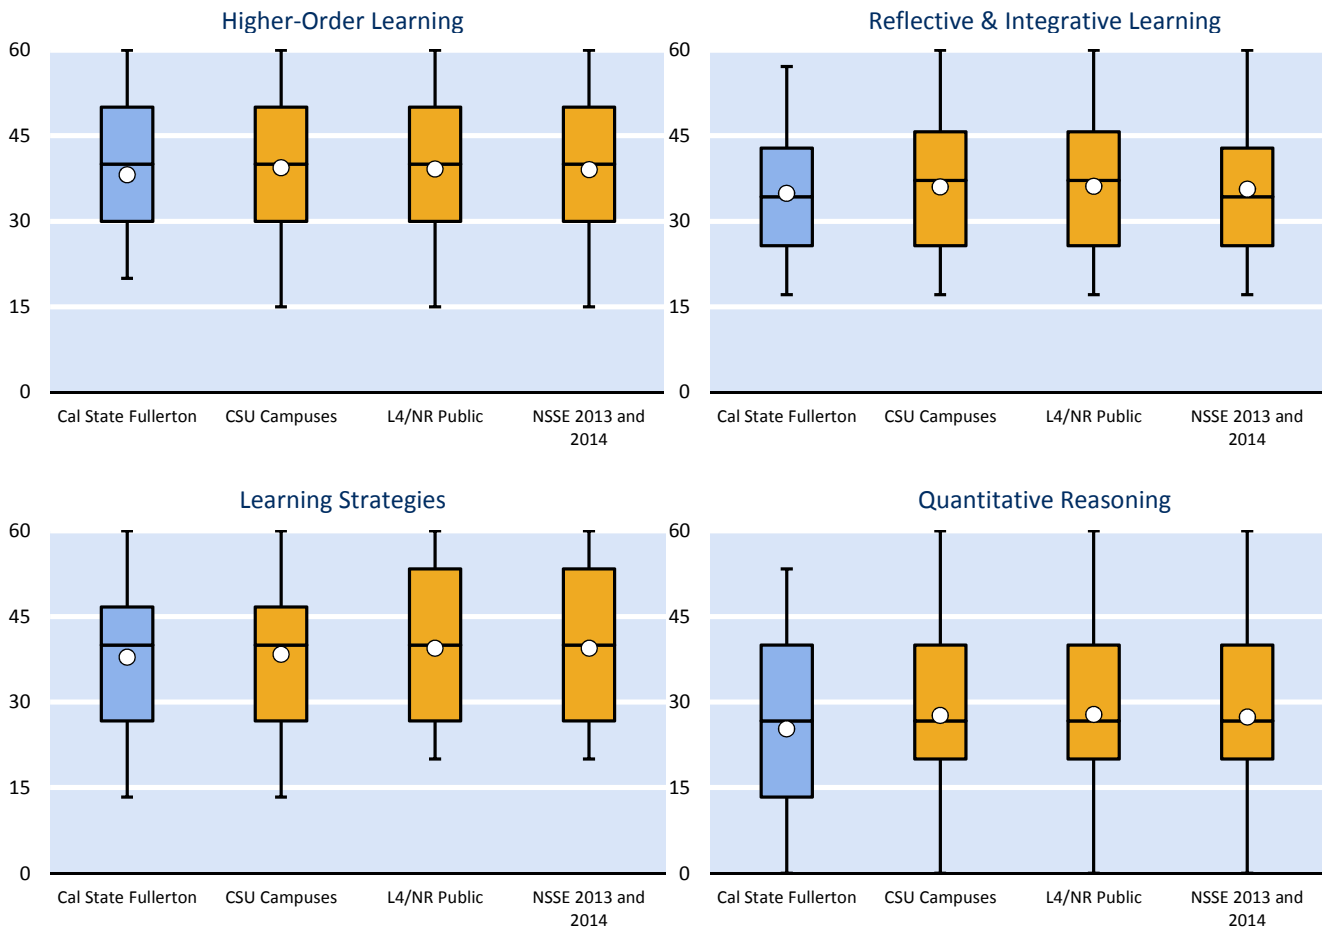 Higher-Order Learning
60
45
30
15
0
Cal State Fullerton
CSU Campuses
L4/NR Public
NSSE 2013 and
2014
Reflective & Integrative Learning
60
45
30
15
0
Cal State Fullerton
CSU Campuses
L4/NR Public
NSSE 2013 and
2014
Learning Strategies
60
45
30
15
0
Cal State Fullerton
CSU Campuses
L4/NR Public
NSSE 2013 and
2014
Quantitative Reasoning
60
45
30
15
0
Cal State Fullerton
CSU Campuses
L4/NR Public
NSSE 2013 and
2014